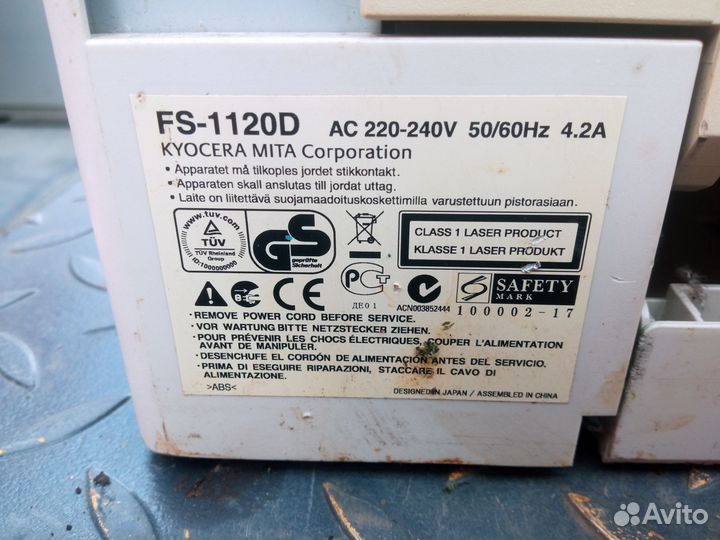 FS-1120D AC 220-240V 50/60Hz 4.2A
KYOCERA MITA Corporation
• Apparatet må tilkoples jordet stikkontakt.
• Apparaten skall anslutas till jordat uttag.
• Laite on liitettävä suojamaadoituskoskettimilla varustettuun pistorasiaan.
www.tuv.com
TÜV
TÜV Rheinland
Group
ID:1000000000
GS
geprüfte
Sicherheit
CLASS 1 LASER PRODUCT
KLASSE 1 LASER PRODUKT
ДЕ01
ACN003852444
SAFETY
MARK
100002-17
• REMOVE POWER CORD BEFORE SERVICE.
• VOR WARTUNG BITTE NETZSTECKER ZIEHEN.
• POUR PRÉVENIR LES CHOCS ÉLECTRIQUES, COUPER L'ALIMENTATION
AVANT DE MANIPULER.
• DESENCHUFE EL CORDÓN DE ALIMENTACIÓN ANTES DEL SERVICIO.
• PRIMA DI ESEGUIRE RIPARAZIONI, STACCARE IL CAVO DI
ALIMENTAZIONE.
>ABS<
DESIGNED IN JAPAN / ASSEMBLED IN CHINA
Avito